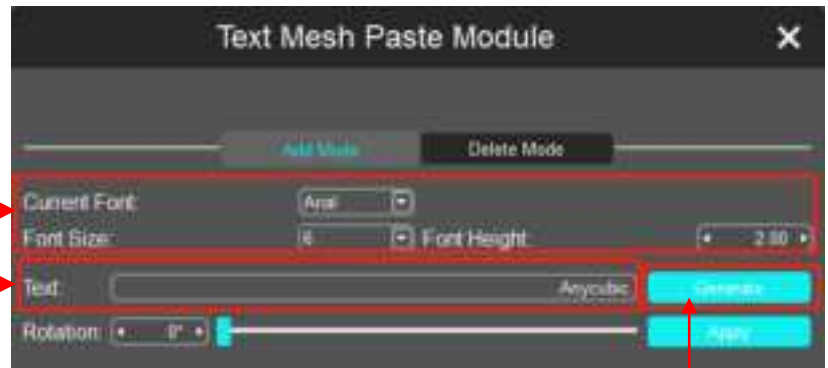 Text Mesh Paste Module
Add Mode Delete Mode
Current Font: Arial
Font Size: 6 Font Height: 2.00
Text: Anycubic Generate
Rotation: 0° Apply